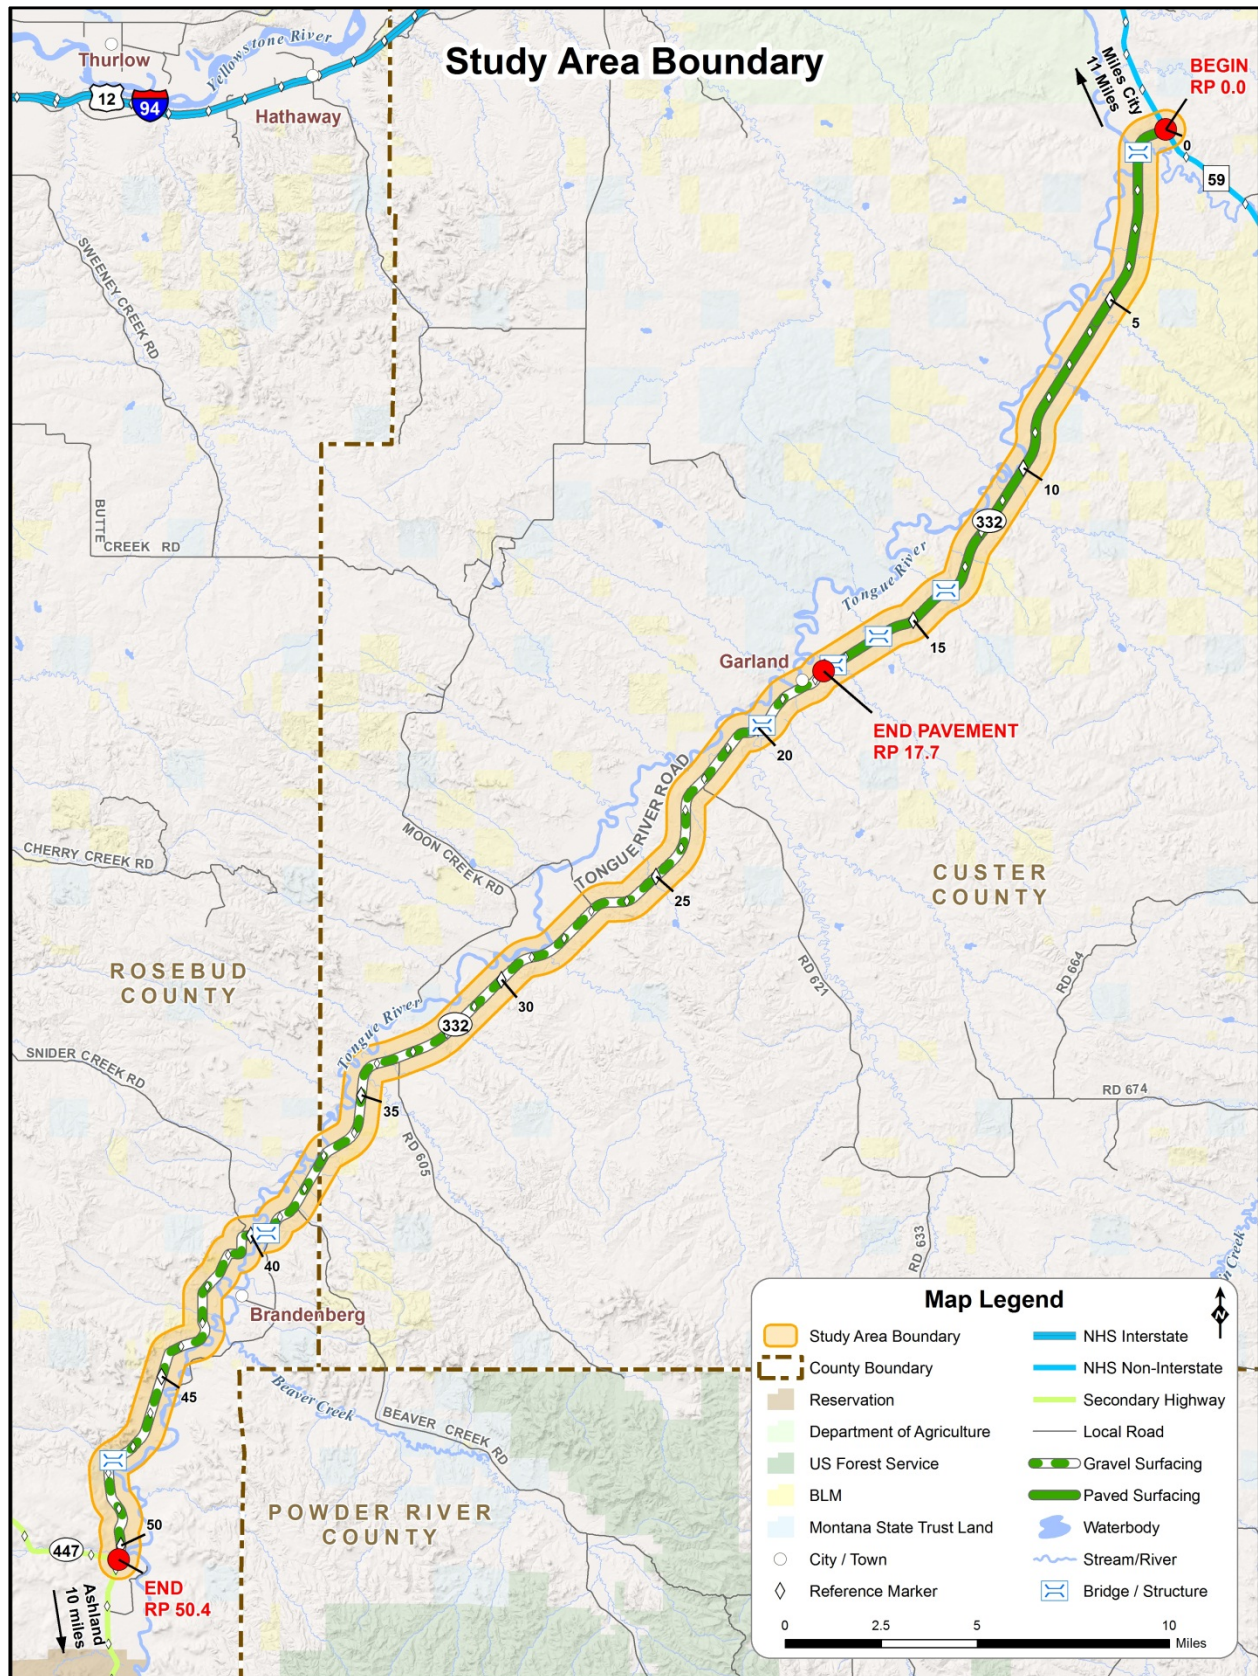 Study Area Boundary
Thurlow
Yellowstone River
12
94
Hathaway
Miles City
11 Miles
BEGIN
RP 0.0
0
59
SWEENEY CREEK RD
5
10
BUTTE
CREEK RD
332
Tongue River
15
Garland
END PAVEMENT
RP 17.7
20
TONGUE RIVER ROAD
MOON CREEK RD
CHERRY CREEK RD
25
CUSTER
COUNTY
ROSEBUD
COUNTY
RD 621
RD 664
30
332
Tongue River
SNIDER CREEK RD
35
RD 674
RD 605
40
RD 633
Brandenberg
45
Beaver Creek
BEAVER CREEK RD
POWDER RIVER
COUNTY
50
447
END
RP 50.4
Ashland
10 miles
Map Legend
N
Study Area Boundary
County Boundary
Reservation
Department of Agriculture
US Forest Service
BLM
Montana State Trust Land
City / Town
Reference Marker
NHS Interstate
NHS Non-Interstate
Secondary Highway
Local Road
Gravel Surfacing
Paved Surfacing
Waterbody
Stream/River
Bridge / Structure
0 2.5 5 10
Miles